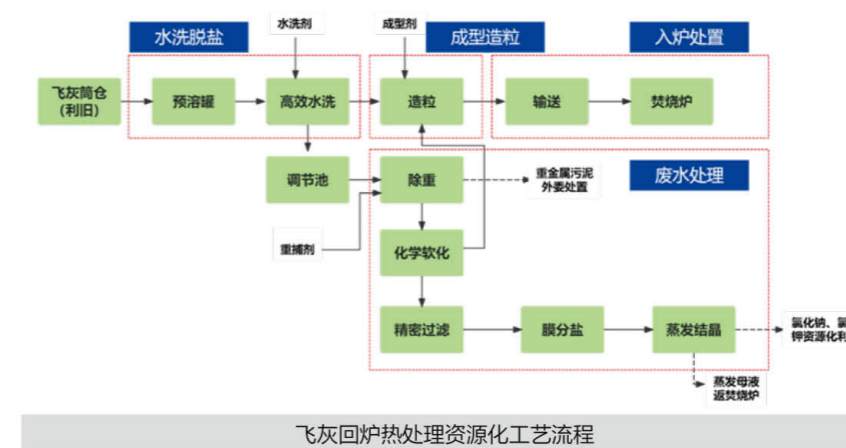 水洗脱盐
水洗剂
成型剂
成型造粒
入炉处置
飞灰筒仓
（利旧）
预溶罐
高效水洗
造粒
输送
焚烧炉
调节池
除重
重金属污泥
外委处置
废水处理
重捕剂
化学软化
精密过滤
膜分盐
蒸发结晶
氯化钠、氯
钾资源化利
蒸发母液
返焚烧炉
飞灰回炉热处理资源化工艺流程